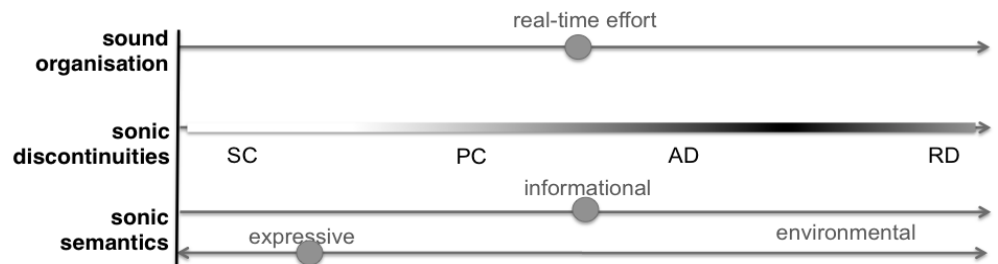 real-time effort
sound
organisation
sonic
discontinuities
SC PC AD RD
informational
sonic
semantics
expressive environmental